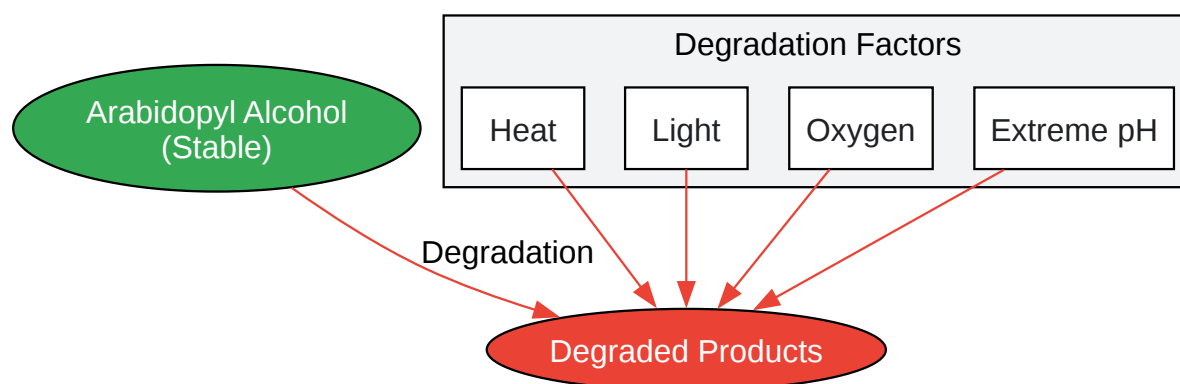 Degradation Factors
Arabidopyl Alcohol
(Stable)
Heat
Light
Oxygen
Extreme pH
Degradation
Degraded Products